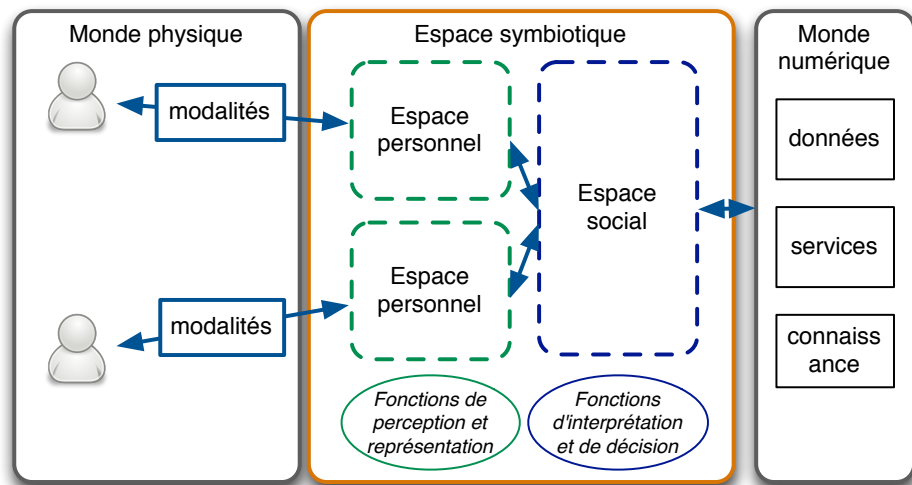 Monde physique
modalités
modalités
Espace symbiotique
Espace
personnel
Espace
personnel
Espace
social
Fonctions de
perception et
représentation
Fonctions
d'interprétation
et de décision
Monde
numérique
données
services
connaiss
ance